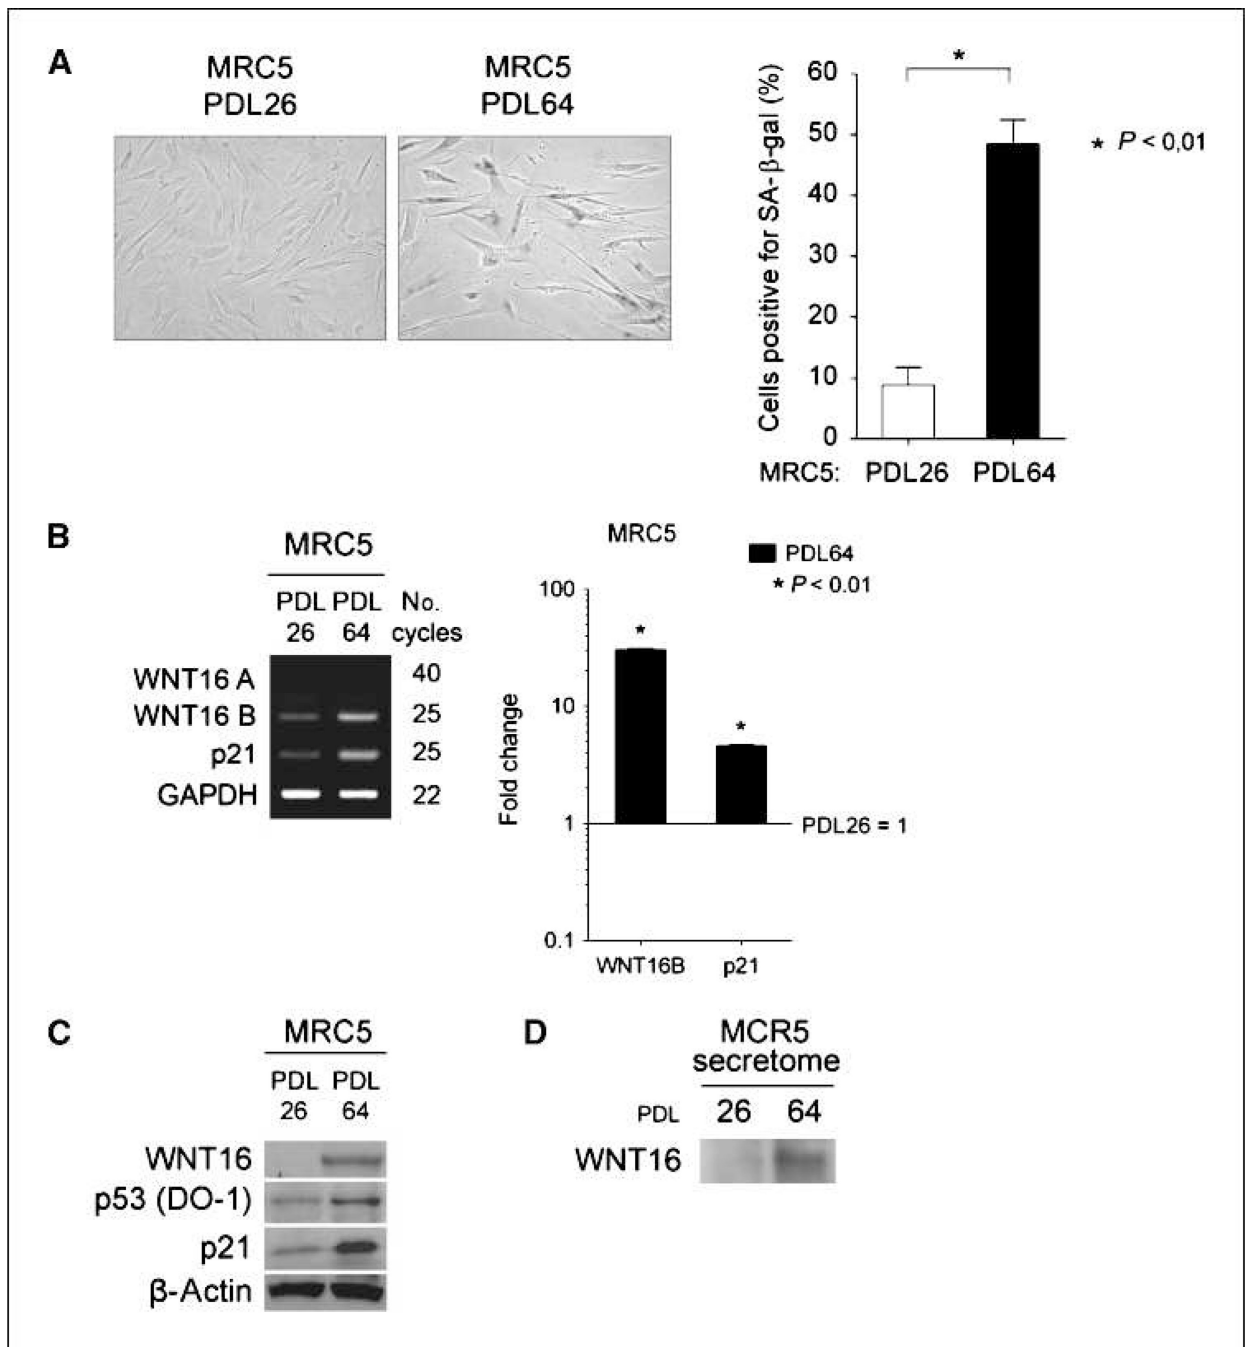 A
MRC5
PDL26
MRC5
PDL64
Cells positive for SA-β-gal (%)
60
50
40
30
20
10
0
*
* P < 0,01
MRC5: PDL26 PDL64
B
MRC5
PDL PDL No.
26 64 cycles
WNT16 A 40
WNT16 B 25
p21 25
GAPDH 22
MRC5
PDL64
* P < 0.01
Fold change
100
10
1
0.1
*
*
PDL26 = 1
WNT16B p21
C
MRC5
PDL PDL
26 64
WNT16
p53 (DO-1)
p21
β-Actin
D
MCR5
secretome
PDL 26 64
WNT16